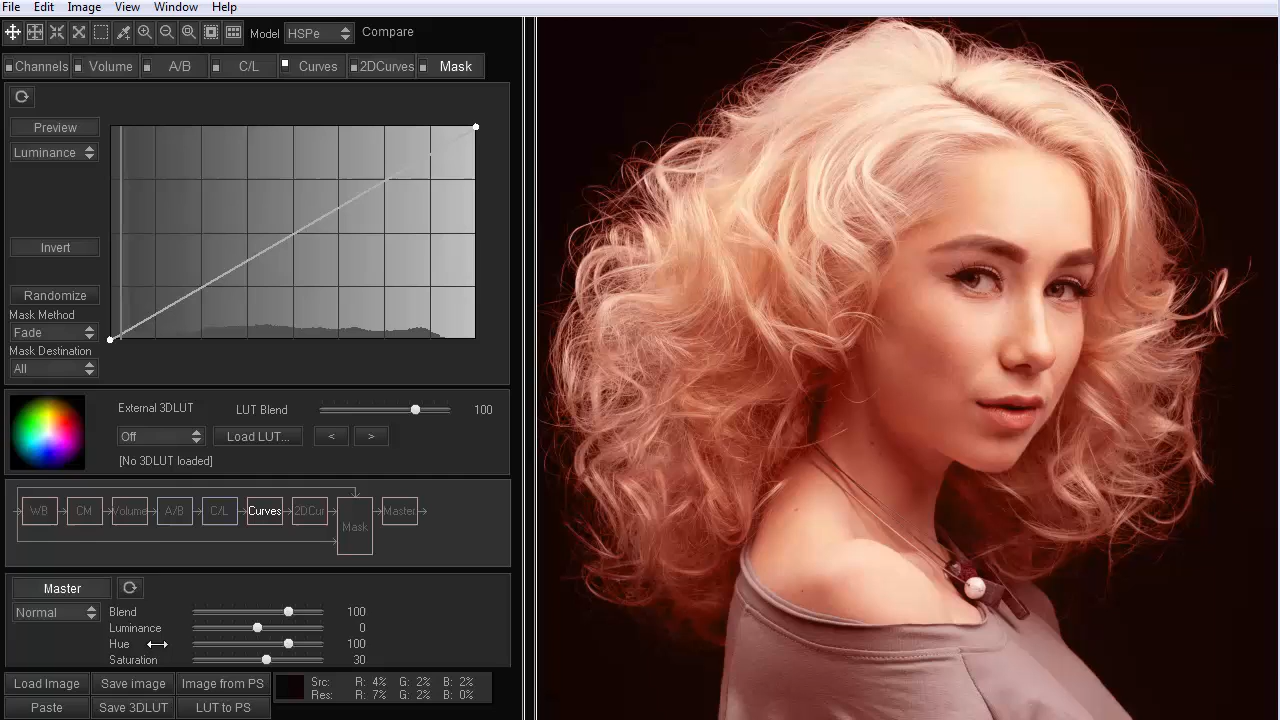 File Edit Image View Window Help
Model HSPe Compare
Channels Volume A/B C/L Curves 2DCurves Mask
Preview
Luminance
Invert
Randomize
Mask Method
Fade
Mask Destination
All
External 3DLUT LUT Blend 100
Off Load LUT... < >
[No 3DLUT loaded]
WB CM Volume A/B C/L Curves 2DCur Mask Master
Master
Normal
Blend 100
Luminance 0
Hue 100
Saturation 30
Load Image Save image Image from PS
Src: R: 4% G: 2% B: 2%
Res: R: 7% G: 2% B: 0%
Paste Save 3DLUT LUT to PS